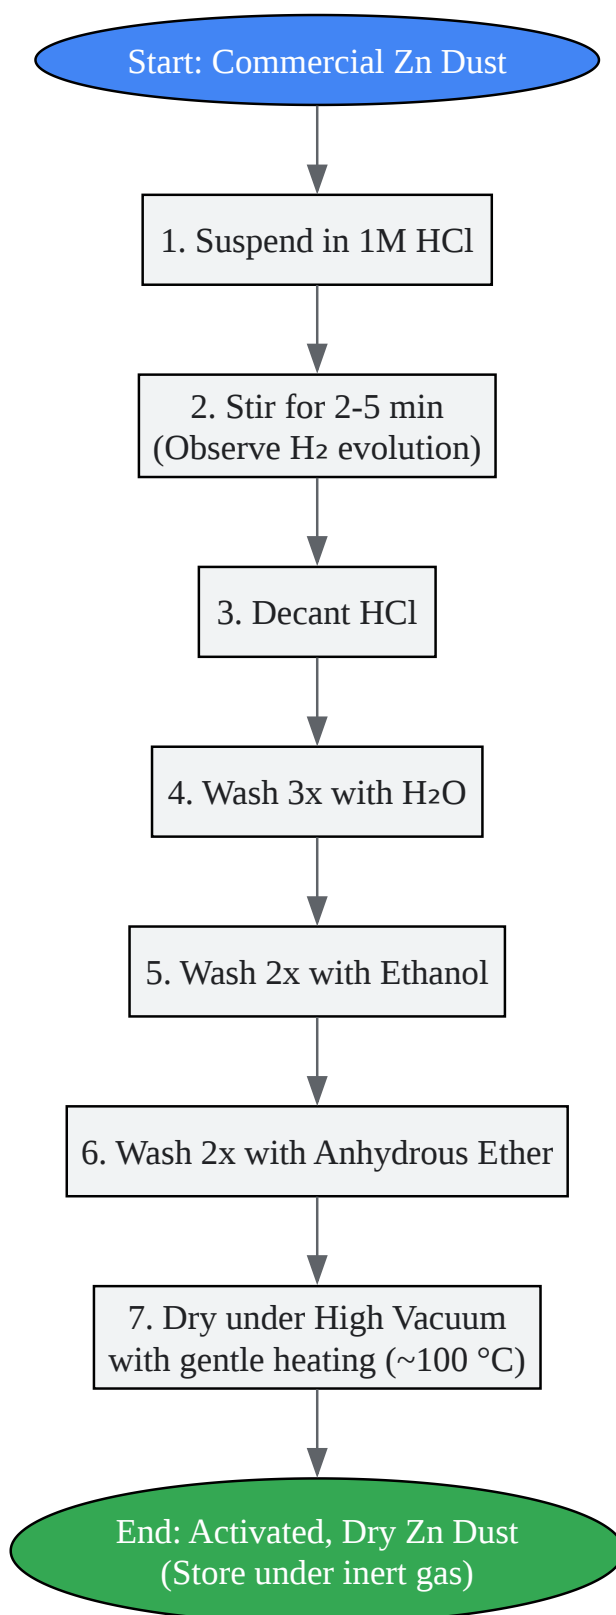 Start: Commercial Zn Dust
1. Suspend in 1M HCl
2. Stir for 2-5 min
(Observe H₂ evolution)
3. Decant HCl
4. Wash 3x with H₂O
5. Wash 2x with Ethanol
6. Wash 2x with Anhydrous Ether
7. Dry under High Vacuum
with gentle heating (~100 °C)
End: Activated, Dry Zn Dust
(Store under inert gas)